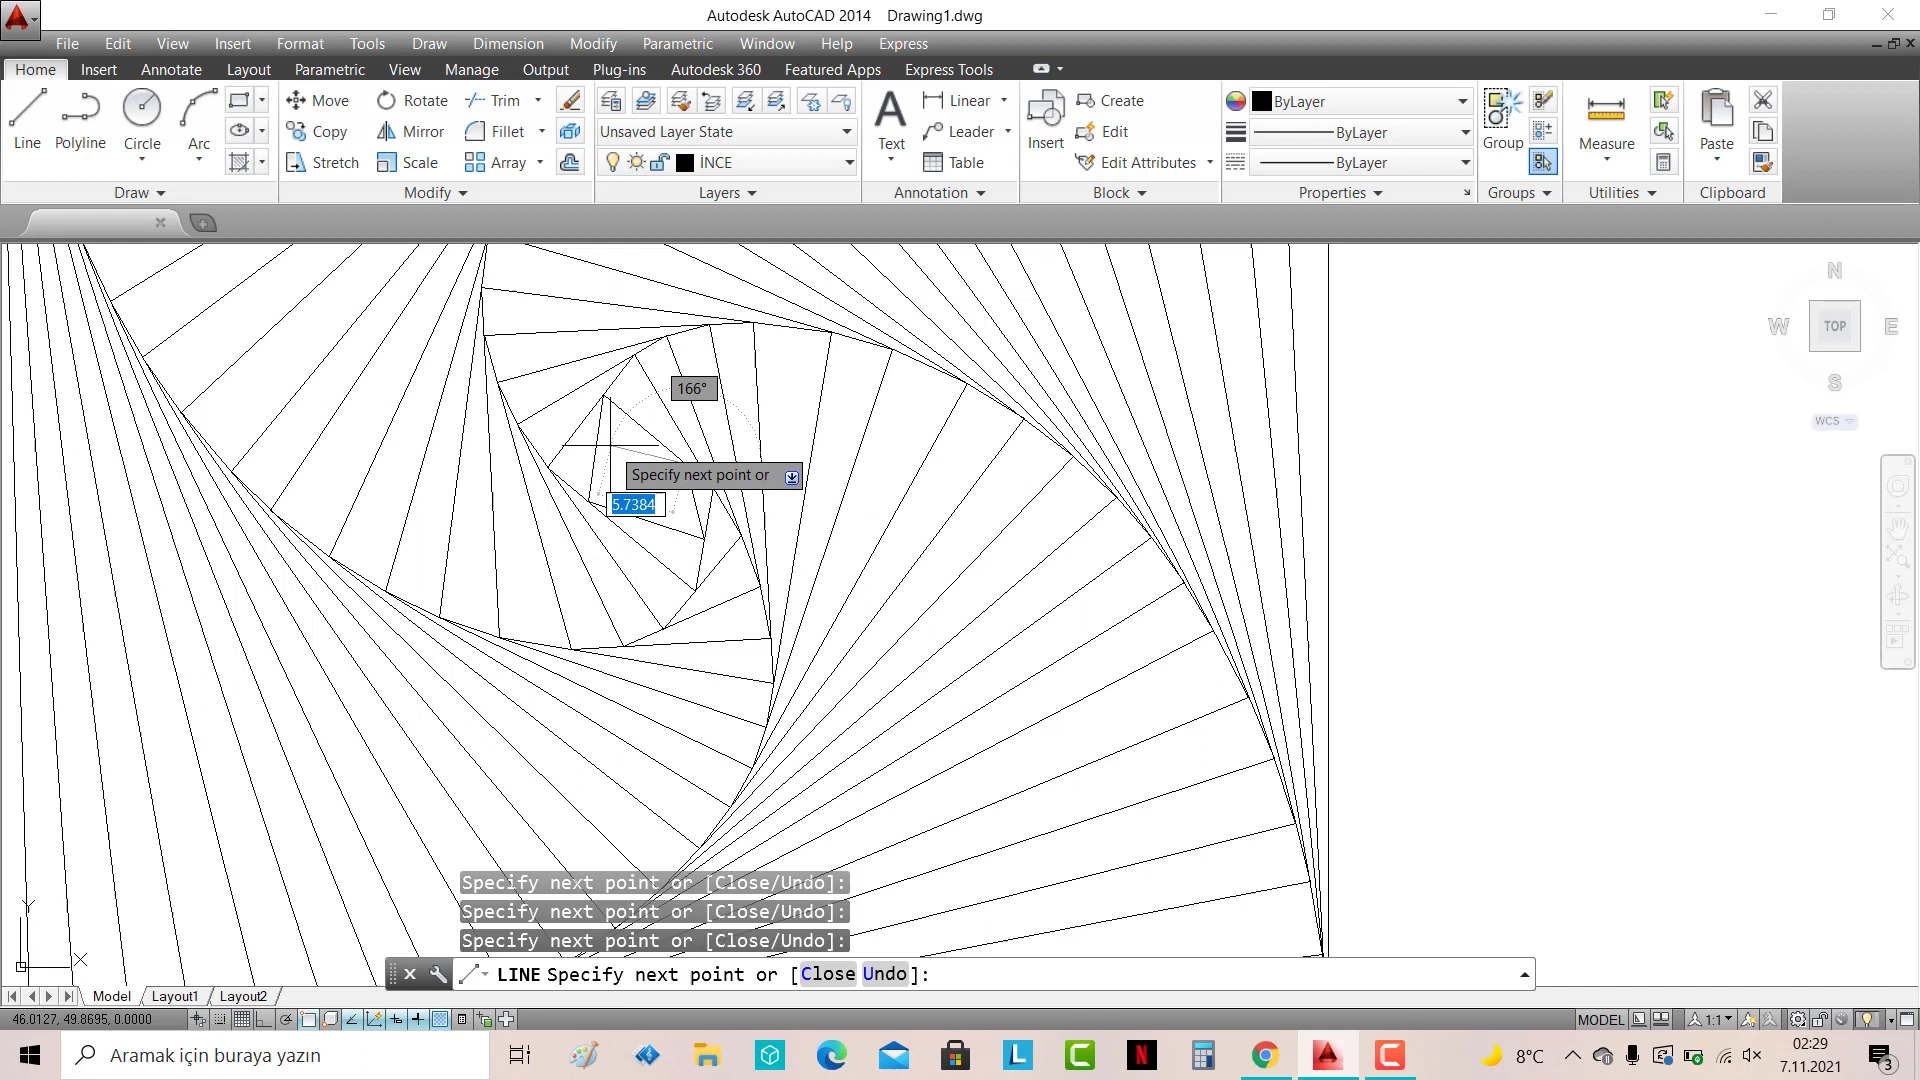 Autodesk AutoCAD 2014 Drawing1.dwg
File Edit View Insert Format Tools Draw Dimension Modify Parametric Window Help Express
Home Insert Annotate Layout Parametric View Manage Output Plug-ins Autodesk 360 Featured Apps Express Tools
Move Rotate Trim
Copy Mirror Fillet
Stretch Scale Array
Line Polyline Circle Arc
Draw
Modify
Unsaved Layer State
İNCE
Layers
Text
Linear
Leader
Table
Annotation
Insert
Create
Edit
Edit Attributes
Block
ByLayer
ByLayer
ByLayer
Properties
Group
Groups
Measure
Utilities
Paste
Clipboard
N
W TOP E
S
WCS
166°
Specify next point or
5.7384
Specify next point or [Close/Undo]:
Specify next point or [Close/Undo]:
Specify next point or [Close/Undo]:
LINE Specify next point or [Close Undo]:
Y
X
Model Layout1 Layout2
46.0127, 49.8695, 0.0000
MODEL
1:1
Aramak için buraya yazın
8°C
02:29
7.11.2021
3